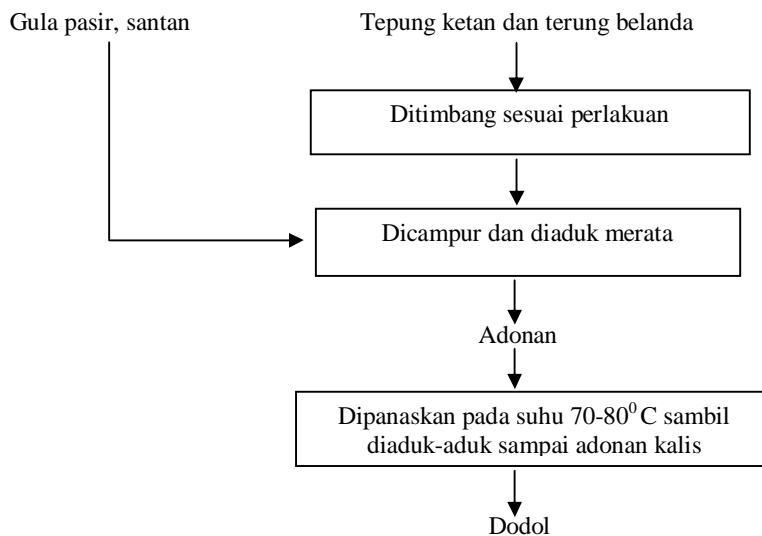 Gula pasir, santan
Tepung ketan dan terung belanda
Ditimbang sesuai perlakuan
Dicampur dan diaduk merata
Adonan
Dipanaskan pada suhu 70-80⁰ C sambil
diaduk-aduk sampai adonan kalis
Dodol